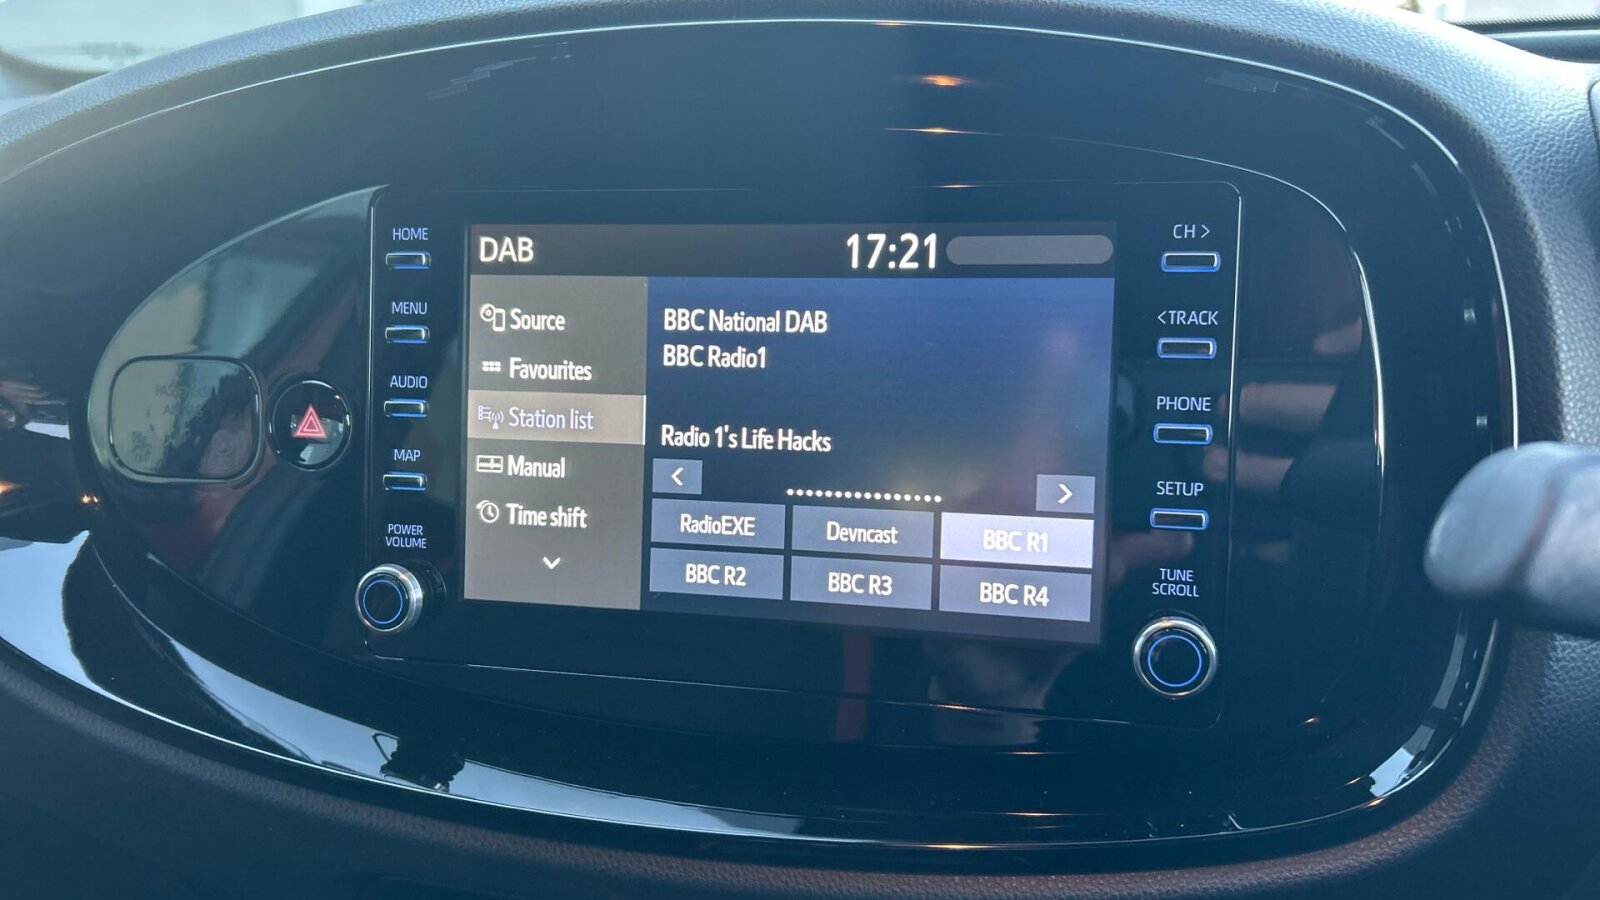 HOME
MENU
AUDIO
MAP
POWER
VOLUME
DAB
17:21
Source
Favourites
Station list
Manual
Time shift
BBC National DAB
BBC Radio1
Radio 1's Life Hacks
<
>
RadioEXE
Devncast
BBC R1
BBC R2
BBC R3
BBC R4
CH >
<TRACK
PHONE
SETUP
TUNE
SCROLL